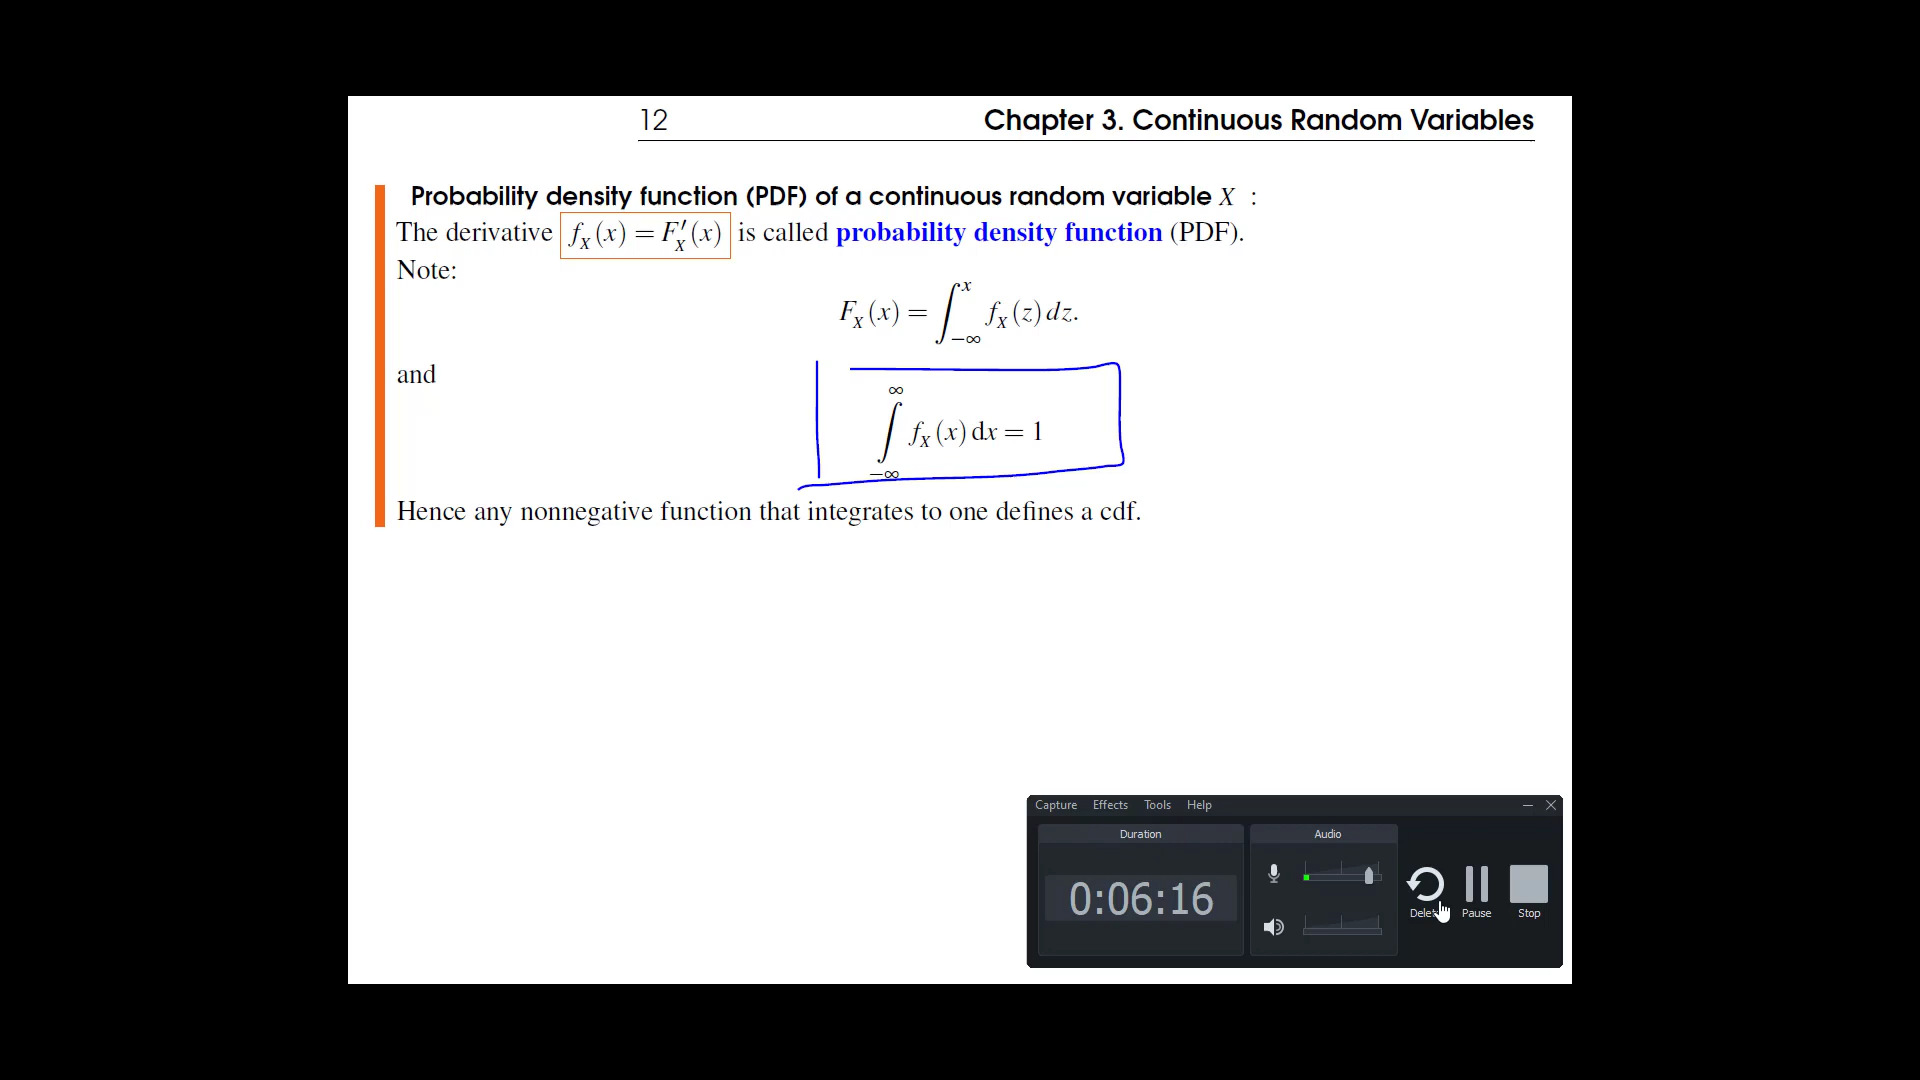 12 Chapter 3. Continuous Random Variables
Probability density function (PDF) of a continuous random variable X :
The derivative f_X(x) = F'_X(x) is called probability density function (PDF).
Note:
F_X(x) = ∫_{-∞}^{x} f_X(z) dz.
and
∫_{-∞}^{∞} f_X(x) dx = 1
Hence any nonnegative function that integrates to one defines a cdf.
Capture Effects Tools Help
Duration Audio
0:06:16
Pause Stop